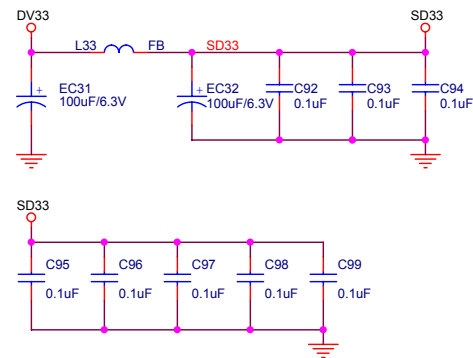 DV33 SD33
L33 FB SD33
EC31 EC32 C92 C93 C94
100uF/6.3V 100uF/6.3V 0.1uF 0.1uF 0.1uF
SD33
C95 C96 C97 C98 C99
0.1uF 0.1uF 0.1uF 0.1uF 0.1uF